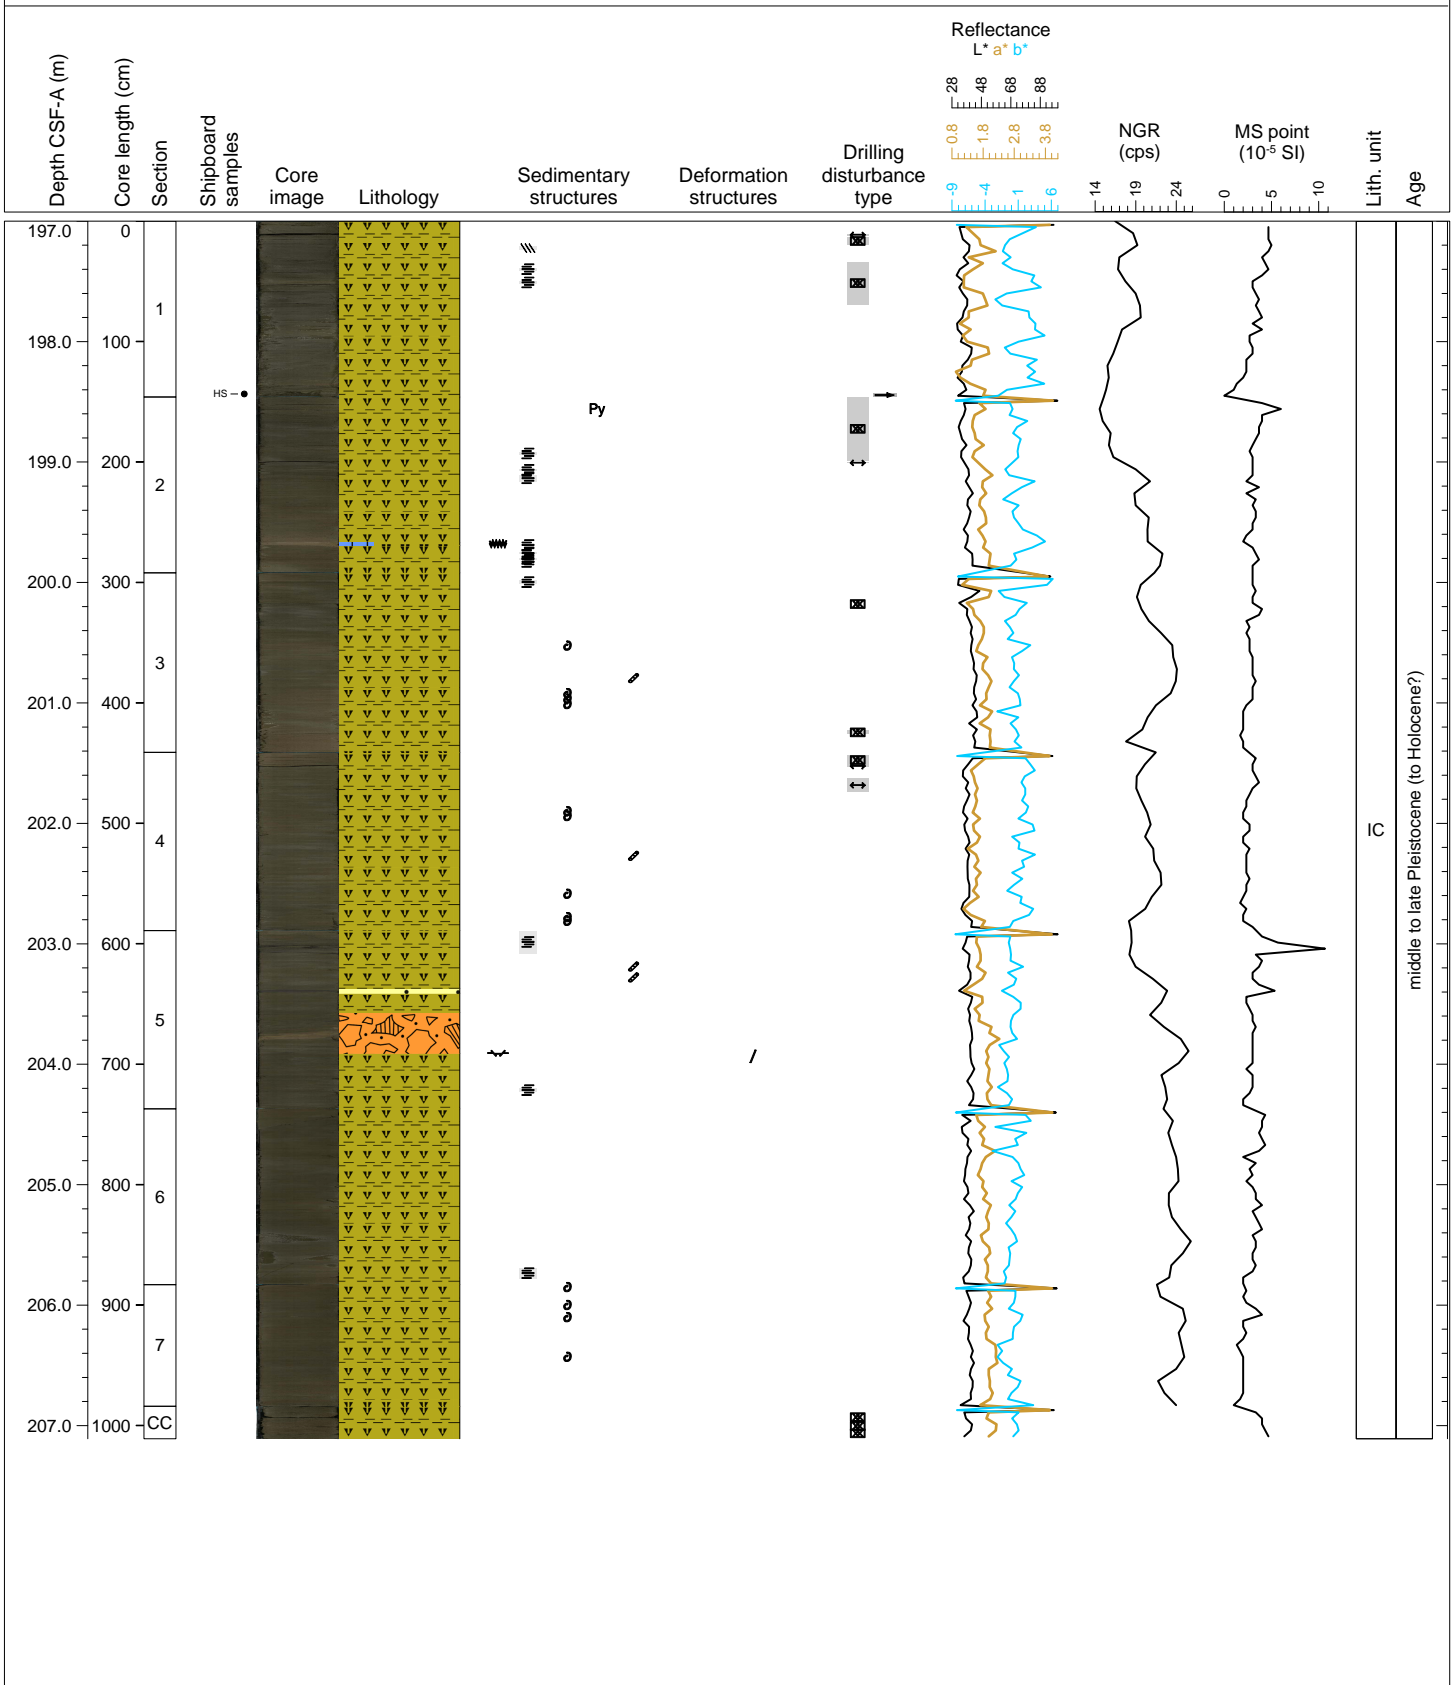 Reflectance
L* a* b*
28 48 68 88
0.8 1.8 2.8 3.8
-9 -4 1 6
NGR
(cps)
14 19 24
MS point
(10-5 SI)
0 5 10
Depth CSF-A (m)
Core length (cm)
Section
Shipboard
samples
Core
image
Lithology
Sedimentary
structures
Deformation
structures
Drilling
disturbance
type
Lith. unit
Age
197.0 0
1
198.0 100
HS
Py
199.0 200
2
200.0 300
3
201.0 400
202.0 500
4
IC
middle to late Pleistocene (to Holocene?)
203.0 600
5
204.0 700
205.0 800
6
206.0 900
7
207.0 1000 CC